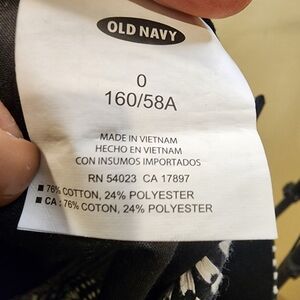 OLD NAVY
0
160/58A
MADE IN VIETNAM
HECHO EN VIETNAM
CON INSUMOS IMPORTADOS
RN 54023 CA 17897
■ 76% COTTON, 24% POLYESTER
■ CA : 76% COTON, 24% POLYESTER